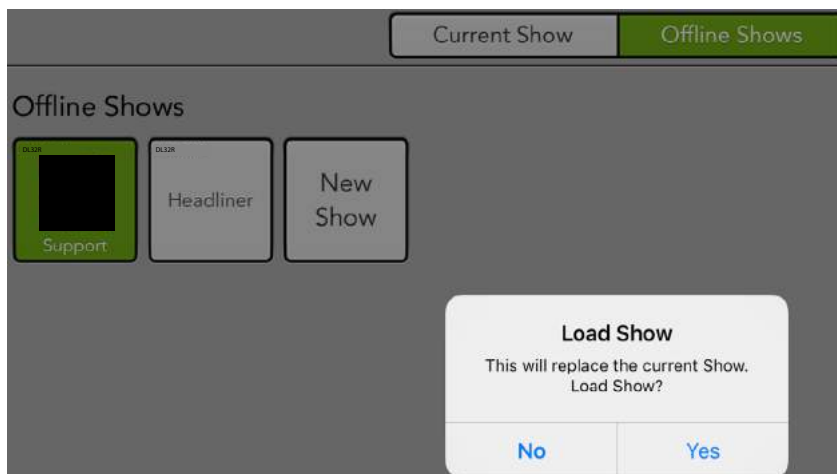 Current Show
Offline Shows
Offline Shows
DL32R
Support
DL32R
Headliner
New
Show
Load Show
This will replace the current Show.
Load Show?
No
Yes